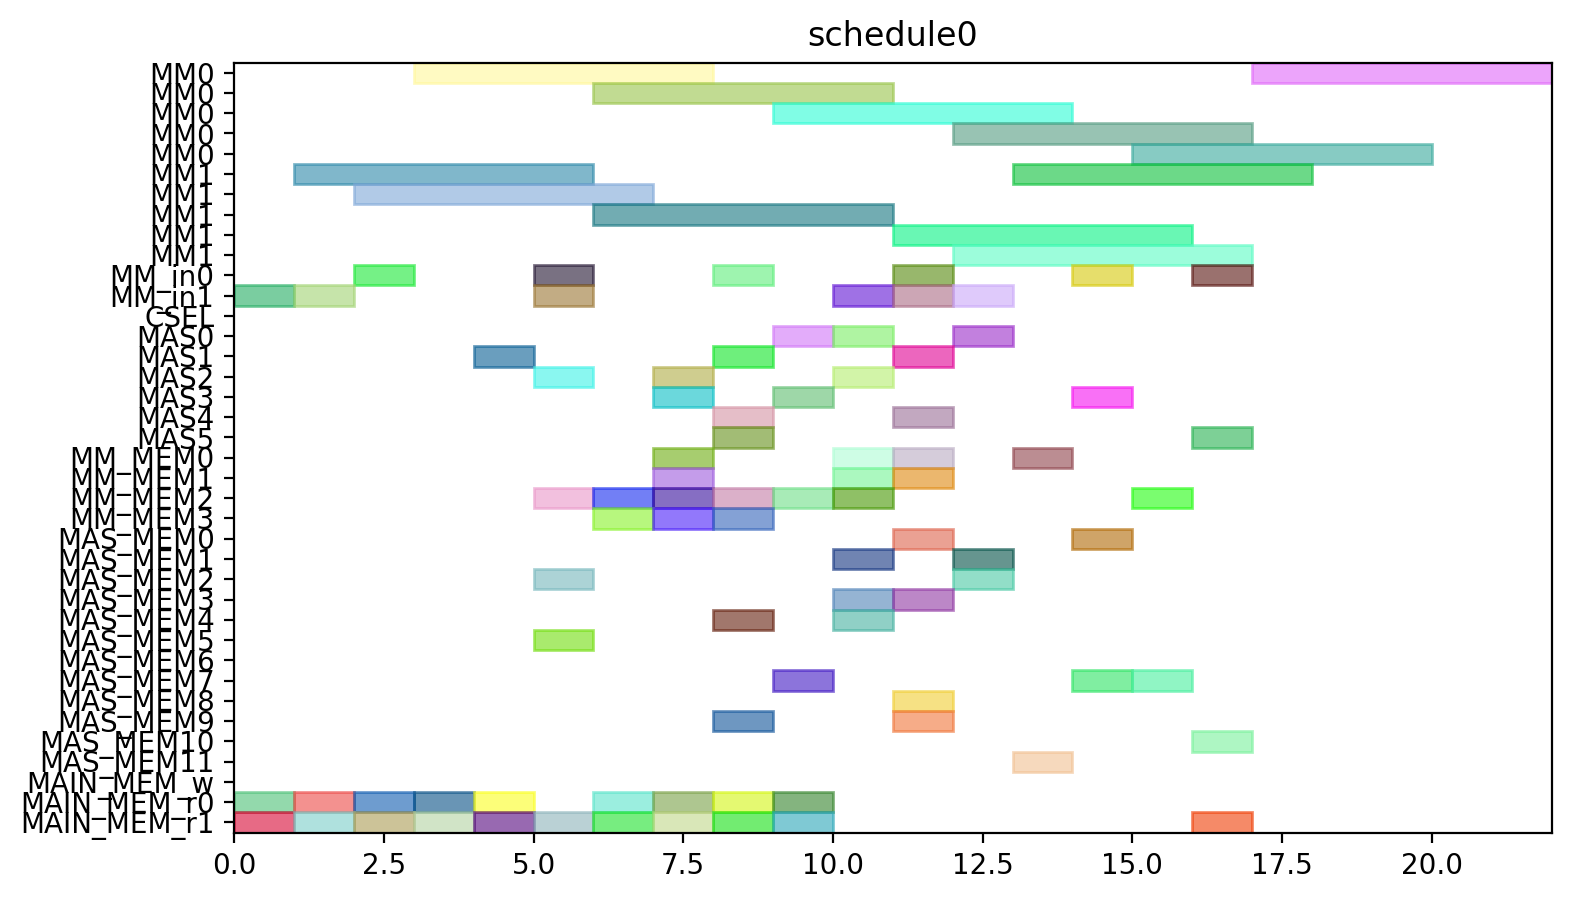 schedule0
MM0
MM0
MM0
MM0
MM0
MM1
MM1
MM1
MM1
MM1
MM_in0
MM_in1
CSEL
MAS0
MAS1
MAS2
MAS3
MAS4
MAS5
MM_MEM0
MM_MEM1
MM_MEM2
MM_MEM3
MAS_MEM0
MAS_MEM1
MAS_MEM2
MAS_MEM3
MAS_MEM4
MAS_MEM5
MAS_MEM6
MAS_MEM7
MAS_MEM8
MAS_MEM9
MAS_MEM10
MAS_MEM11
MAIN_MEM_w
MAIN_MEM_r0
MAIN_MEM_r1
0.0 2.5 5.0 7.5 10.0 12.5 15.0 17.5 20.0